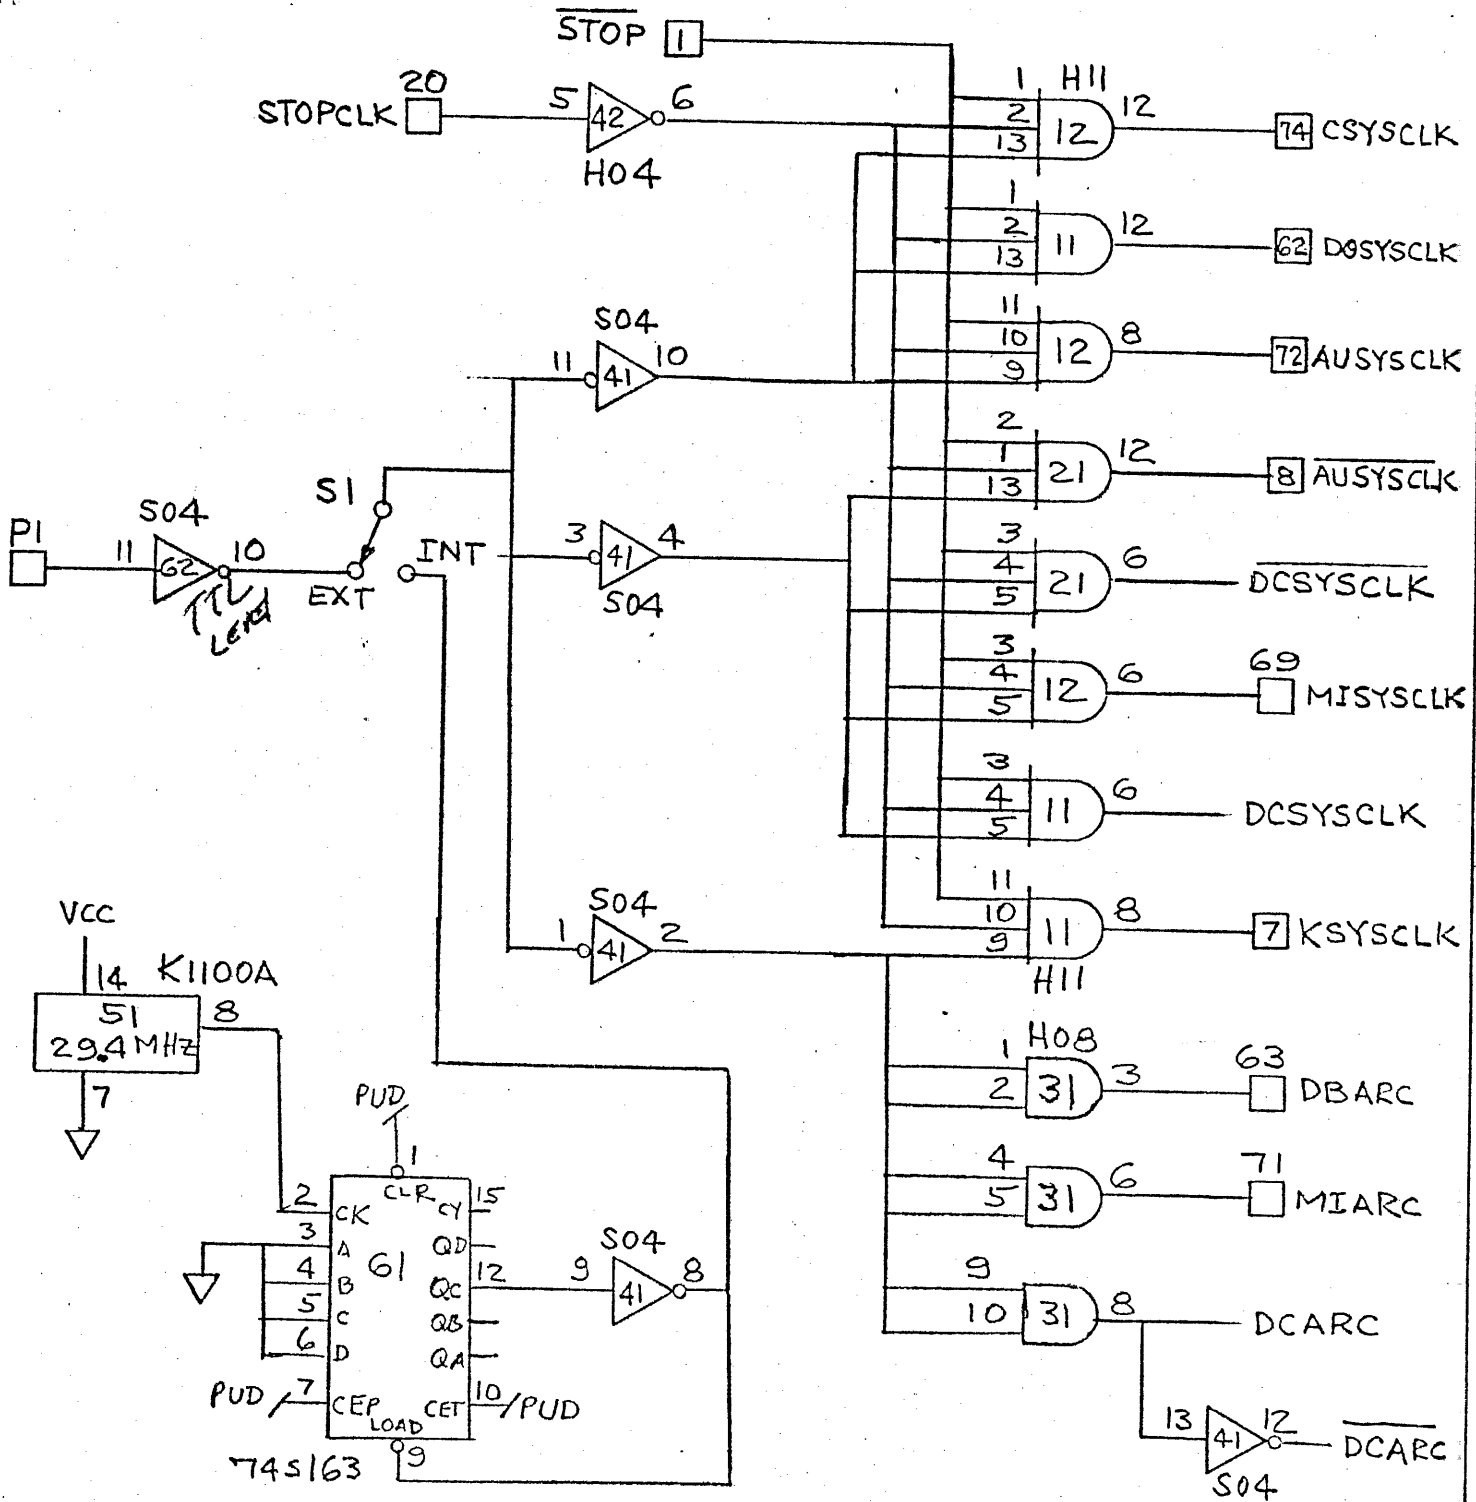 STOP 1
20
STOPCLK 5 42 6
H04
1 H11
2 12 12 74 CSYSCLK
13
1
2 11 12 62 DOSYSCLK
13
S04
11 41 10
11
10 12 8 72 AUSYSCLK
9
2
1 21 12 8 AUSYSCLK
13
S1
S04
P1 11 62 10
TTL
Level
EXT
INT
3 41 4
S04
3
4 21 6 DCSYSCLK
5
3
4 12 6 69 MISYSCLK
5
3
4 11 6 DCSYSCLK
5
S04
1 41 2
11
10 11 8 7 KSYSCLK
9
H11
VCC
14 K1100A
51 8
29.4MHz
7
H08
1
2 31 3 63 DBARC
4
5 31 6 71 MIARC
9
10 31 8 DCARC
13 41 12 DCARC
S04
PUD
1
CLR
2 CK CY 15
3 A QD
61
4 B QC 12 9 41 8
S04
5 C QB
6 D QA
PUD 7 CEP CET 10 PUD
LOAD
9
74S163